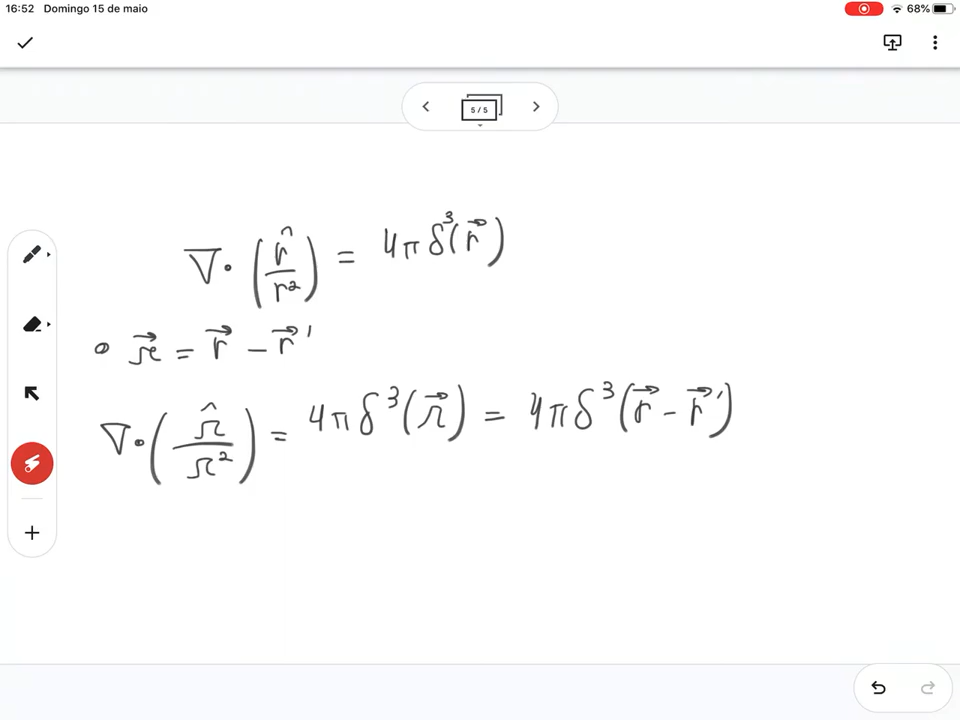 16:52 Domingo 15 de maio 68%
5 / 5
∇·(r̂/r²) = 4πδ³(r⃗)
𝓇⃗ = r⃗ − r⃗ ′
∇·(𝓇̂/𝓇²) = 4πδ³(𝓇⃗) = 4πδ³(r⃗ − r⃗ ′)